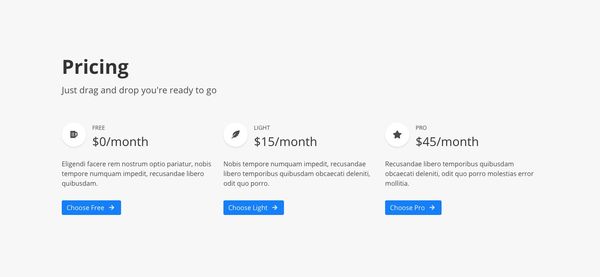 Pricing
Just drag and drop you're ready to go
FREE
$0/month
Eligendi facere rem nostrum optio pariatur, nobis
tempore numquam impedit, recusandae libero
quibusdam.
Choose Free
LIGHT
$15/month
Nobis tempore numquam impedit, recusandae
libero temporibus quibusdam obcaecati deleniti,
odit quo porro.
Choose Light
PRO
$45/month
Recusandae libero temporibus quibusdam
obcaecati deleniti, odit quo porro molestias error
mollitia.
Choose Pro